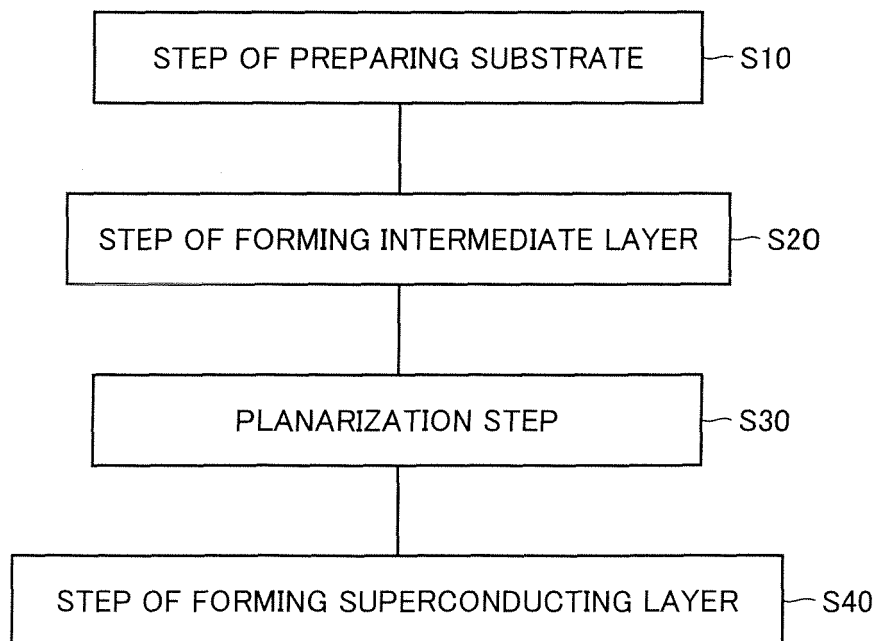 STEP OF PREPARING SUBSTRATE S10
STEP OF FORMING INTERMEDIATE LAYER S20
PLANARIZATION STEP S30
STEP OF FORMING SUPERCONDUCTING LAYER S40